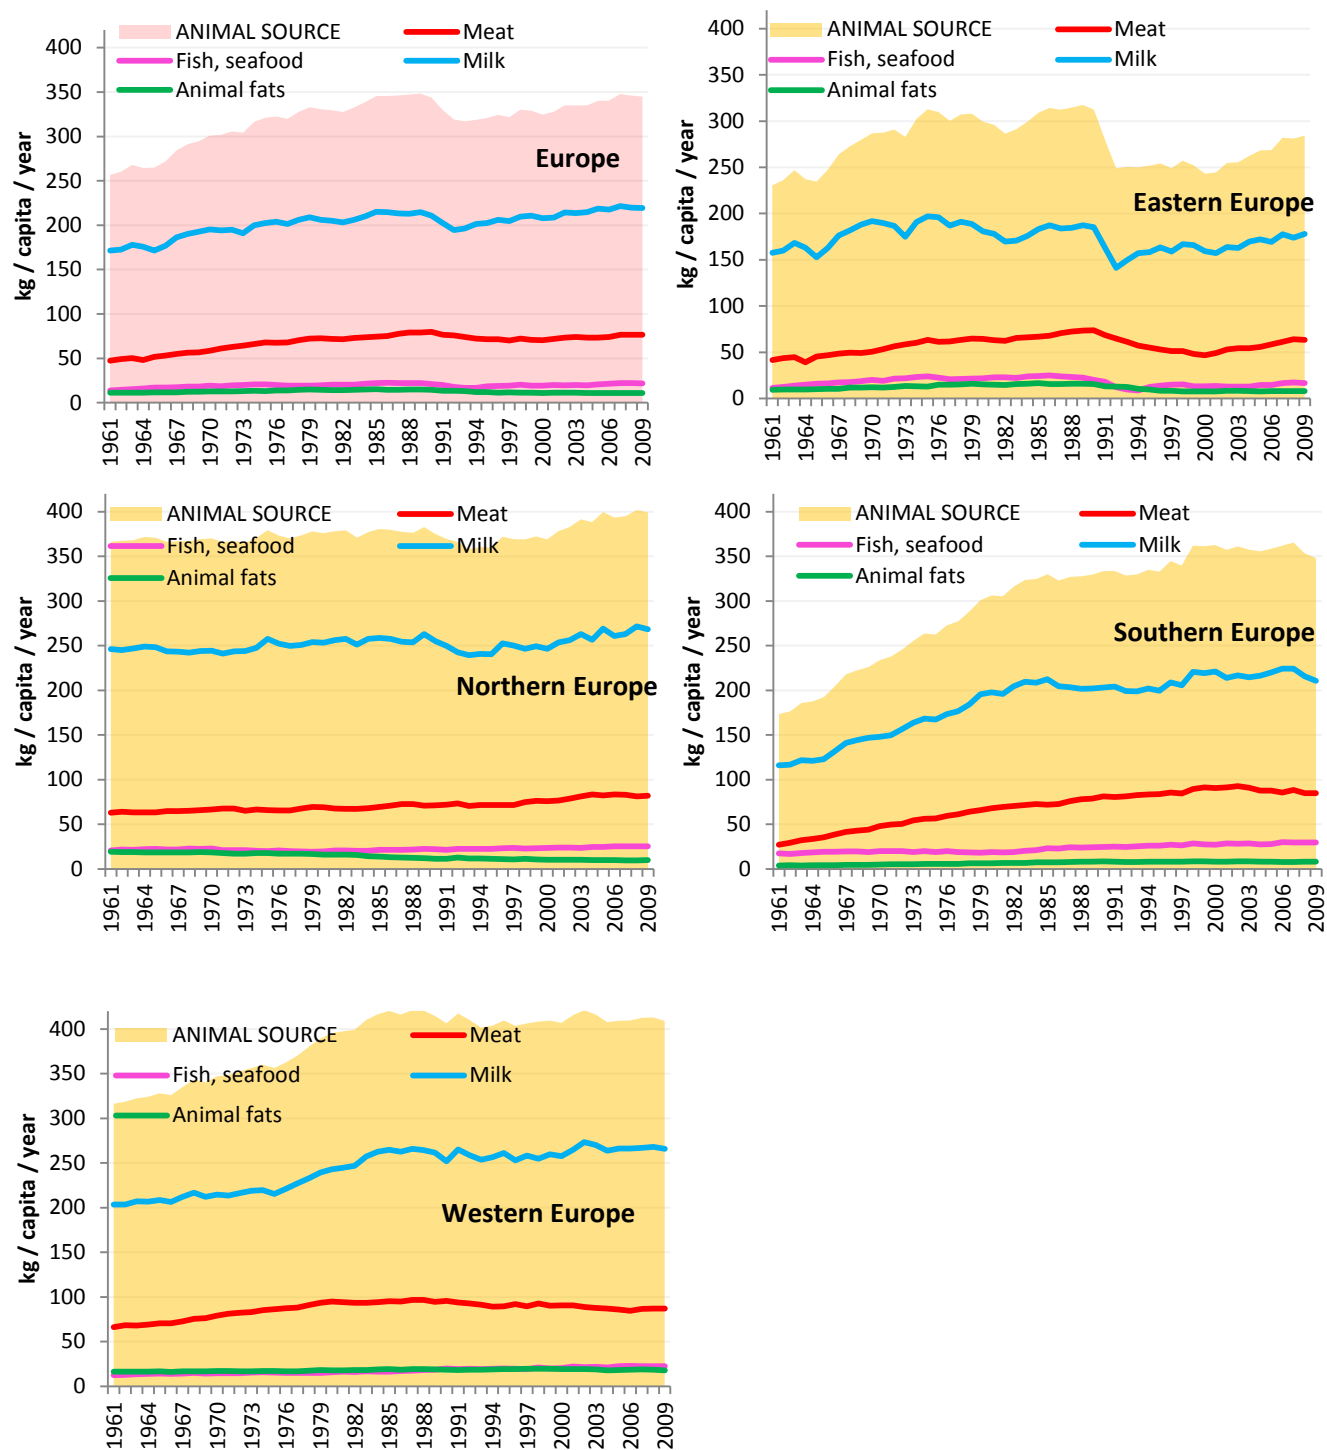 ANIMAL SOURCE Meat
Fish, seafood Milk
Animal fats
Europe
kg / capita / year
400
350
300
250
200
150
100
50
0
1961 1964 1967 1970 1973 1976 1979 1982 1985 1988 1991 1994 1997 2000 2003 2006 2009
ANIMAL SOURCE Meat
Fish, seafood Milk
Animal fats
Eastern Europe
kg / capita / year
400
350
300
250
200
150
100
50
0
1961 1964 1967 1970 1973 1976 1979 1982 1985 1988 1991 1994 1997 2000 2003 2006 2009
ANIMAL SOURCE Meat
Fish, seafood Milk
Animal fats
Northern Europe
kg / capita / year
400
350
300
250
200
150
100
50
0
1961 1964 1967 1970 1973 1976 1979 1982 1985 1988 1991 1994 1997 2000 2003 2006 2009
ANIMAL SOURCE Meat
Fish, seafood Milk
Animal fats
Southern Europe
kg / capita / year
400
350
300
250
200
150
100
50
0
1961 1964 1967 1970 1973 1976 1979 1982 1985 1988 1991 1994 1997 2000 2003 2006 2009
ANIMAL SOURCE Meat
Fish, seafood Milk
Animal fats
Western Europe
kg / capita / year
400
350
300
250
200
150
100
50
0
1961 1964 1967 1970 1973 1976 1979 1982 1985 1988 1991 1994 1997 2000 2003 2006 2009